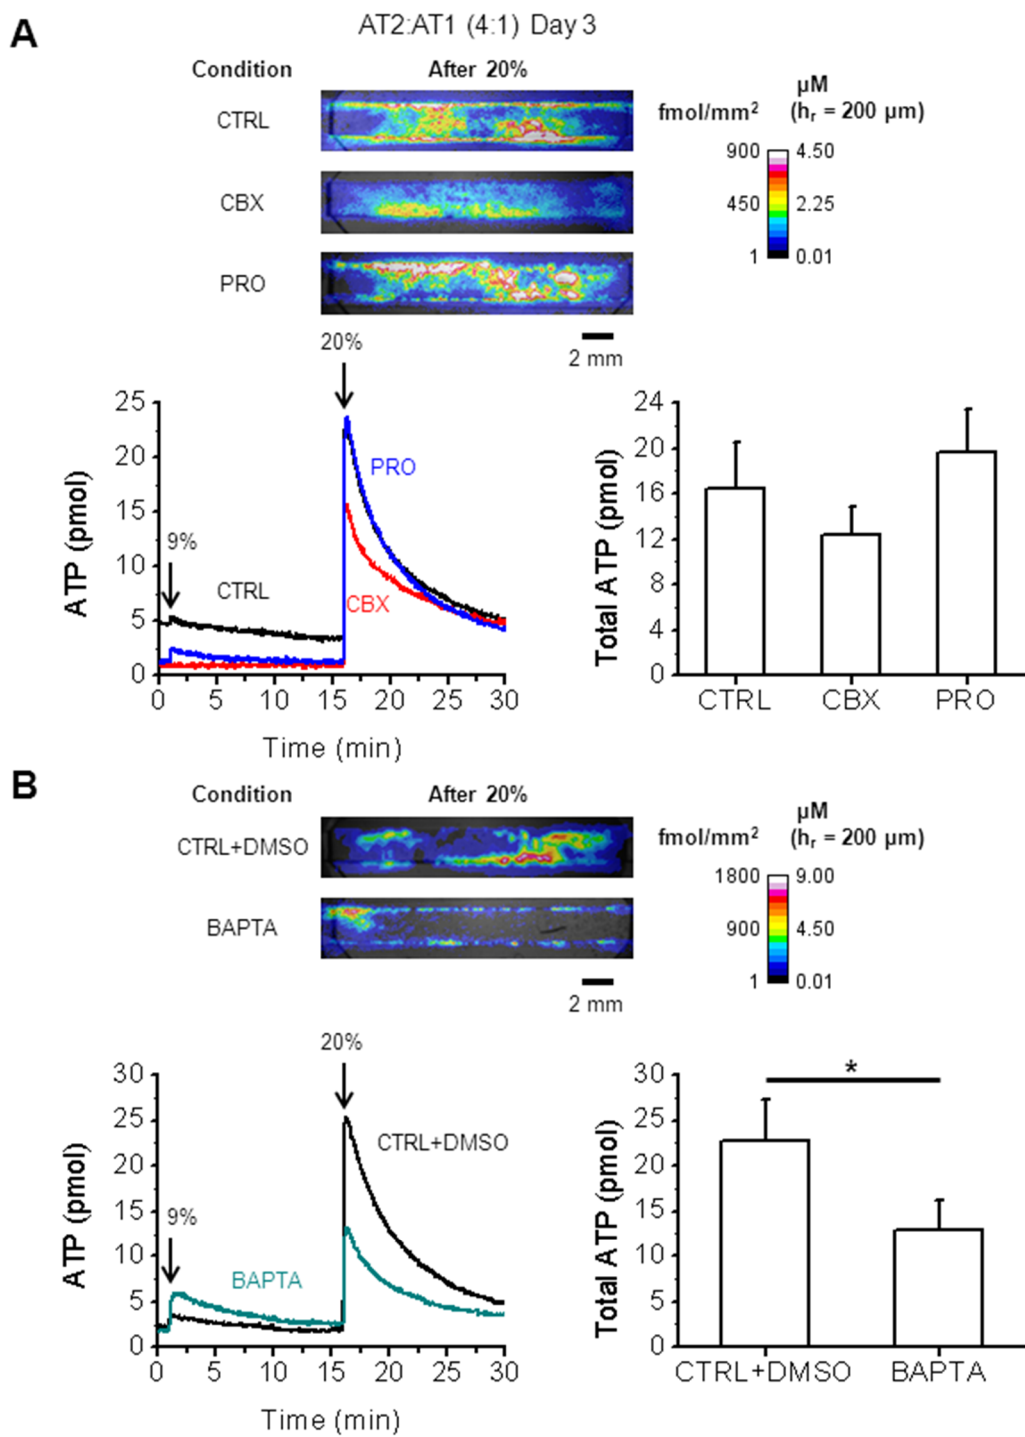 A
AT2:AT1 (4:1) Day 3
Condition After 20%
CTRL
CBX
PRO
fmol/mm² µM
(hr = 200 µm)
900 4.50
450 2.25
1 0.01
2 mm
20%
9%
PRO
CTRL
CBX
ATP (pmol)
25
20
15
10
5
0
0 5 10 15 20 25 30
Time (min)
Total ATP (pmol)
24
20
16
12
8
4
0
CTRL CBX PRO
B
Condition After 20%
CTRL+DMSO
BAPTA
fmol/mm² µM
(hr = 200 µm)
1800 9.00
900 4.50
1 0.01
2 mm
20%
9%
CTRL+DMSO
BAPTA
ATP (pmol)
30
25
20
15
10
5
0
0 5 10 15 20 25 30
Time (min)
Total ATP (pmol)
30
25
20
15
10
5
0
*
CTRL+DMSO BAPTA